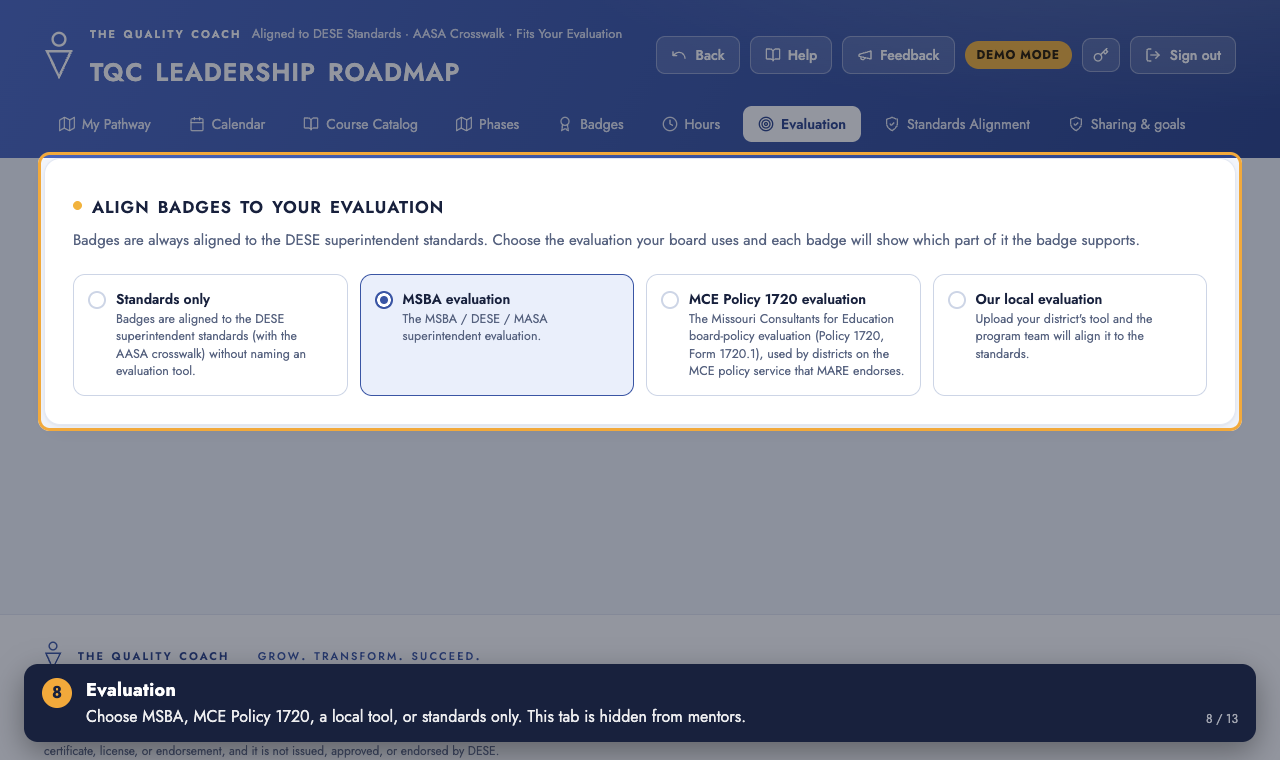 THE QUALITY COACH Aligned to DESE Standards · AASA Crosswalk · Fits Your Evaluation
TQC LEADERSHIP ROADMAP
Back
Help
Feedback
DEMO MODE
Sign out
My Pathway
Calendar
Course Catalog
Phases
Badges
Hours
Evaluation
Standards Alignment
Sharing & goals
ALIGN BADGES TO YOUR EVALUATION
Badges are always aligned to the DESE superintendent standards. Choose the evaluation your board uses and each badge will show which part of it the badge supports.
Standards only
Badges are aligned to the DESE
superintendent standards (with the
AASA crosswalk) without naming an
evaluation tool.
MSBA evaluation
The MSBA / DESE / MASA
superintendent evaluation.
MCE Policy 1720 evaluation
The Missouri Consultants for Education
board-policy evaluation (Policy 1720,
Form 1720.1), used by districts on the
MCE policy service that MARE endorses.
Our local evaluation
Upload your district's tool and the
program team will align it to the
standards.
THE QUALITY COACH GROW. TRANSFORM. SUCCEED.
8
Evaluation
Choose MSBA, MCE Policy 1720, a local tool, or standards only. This tab is hidden from mentors.
8 / 13
certificate, license, or endorsement, and it is not issued, approved, or endorsed by DESE.